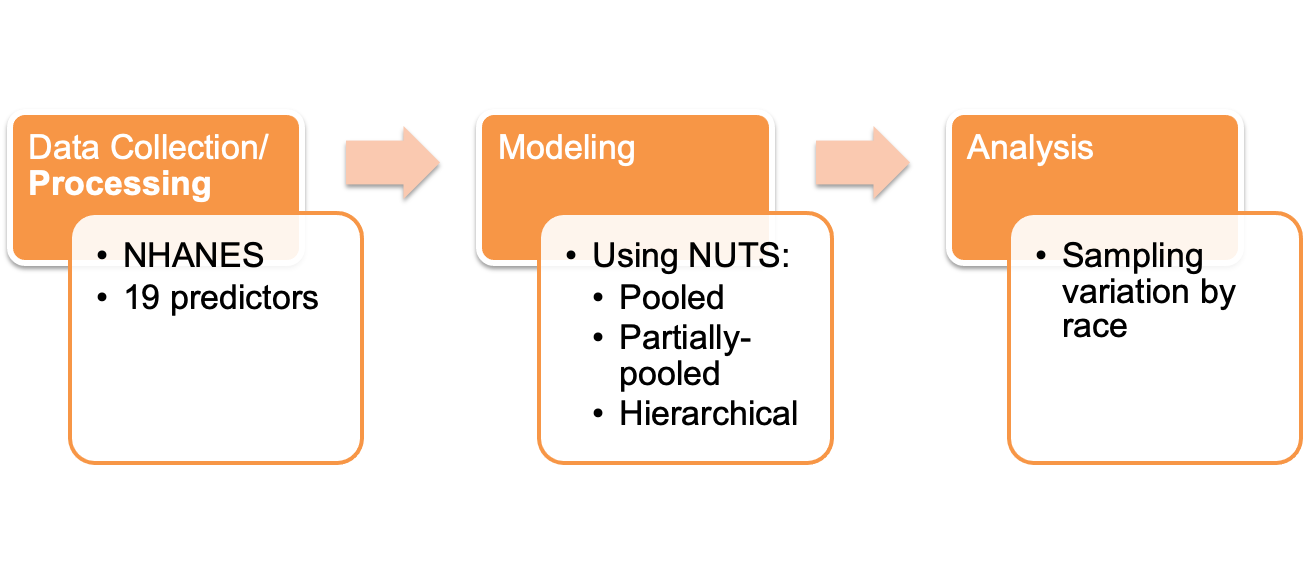 Data Collection/
Processing
• NHANES
• 19 predictors
Modeling
• Using NUTS:
• Pooled
• Partially-
pooled
• Hierarchical
Analysis
• Sampling
variation by
race